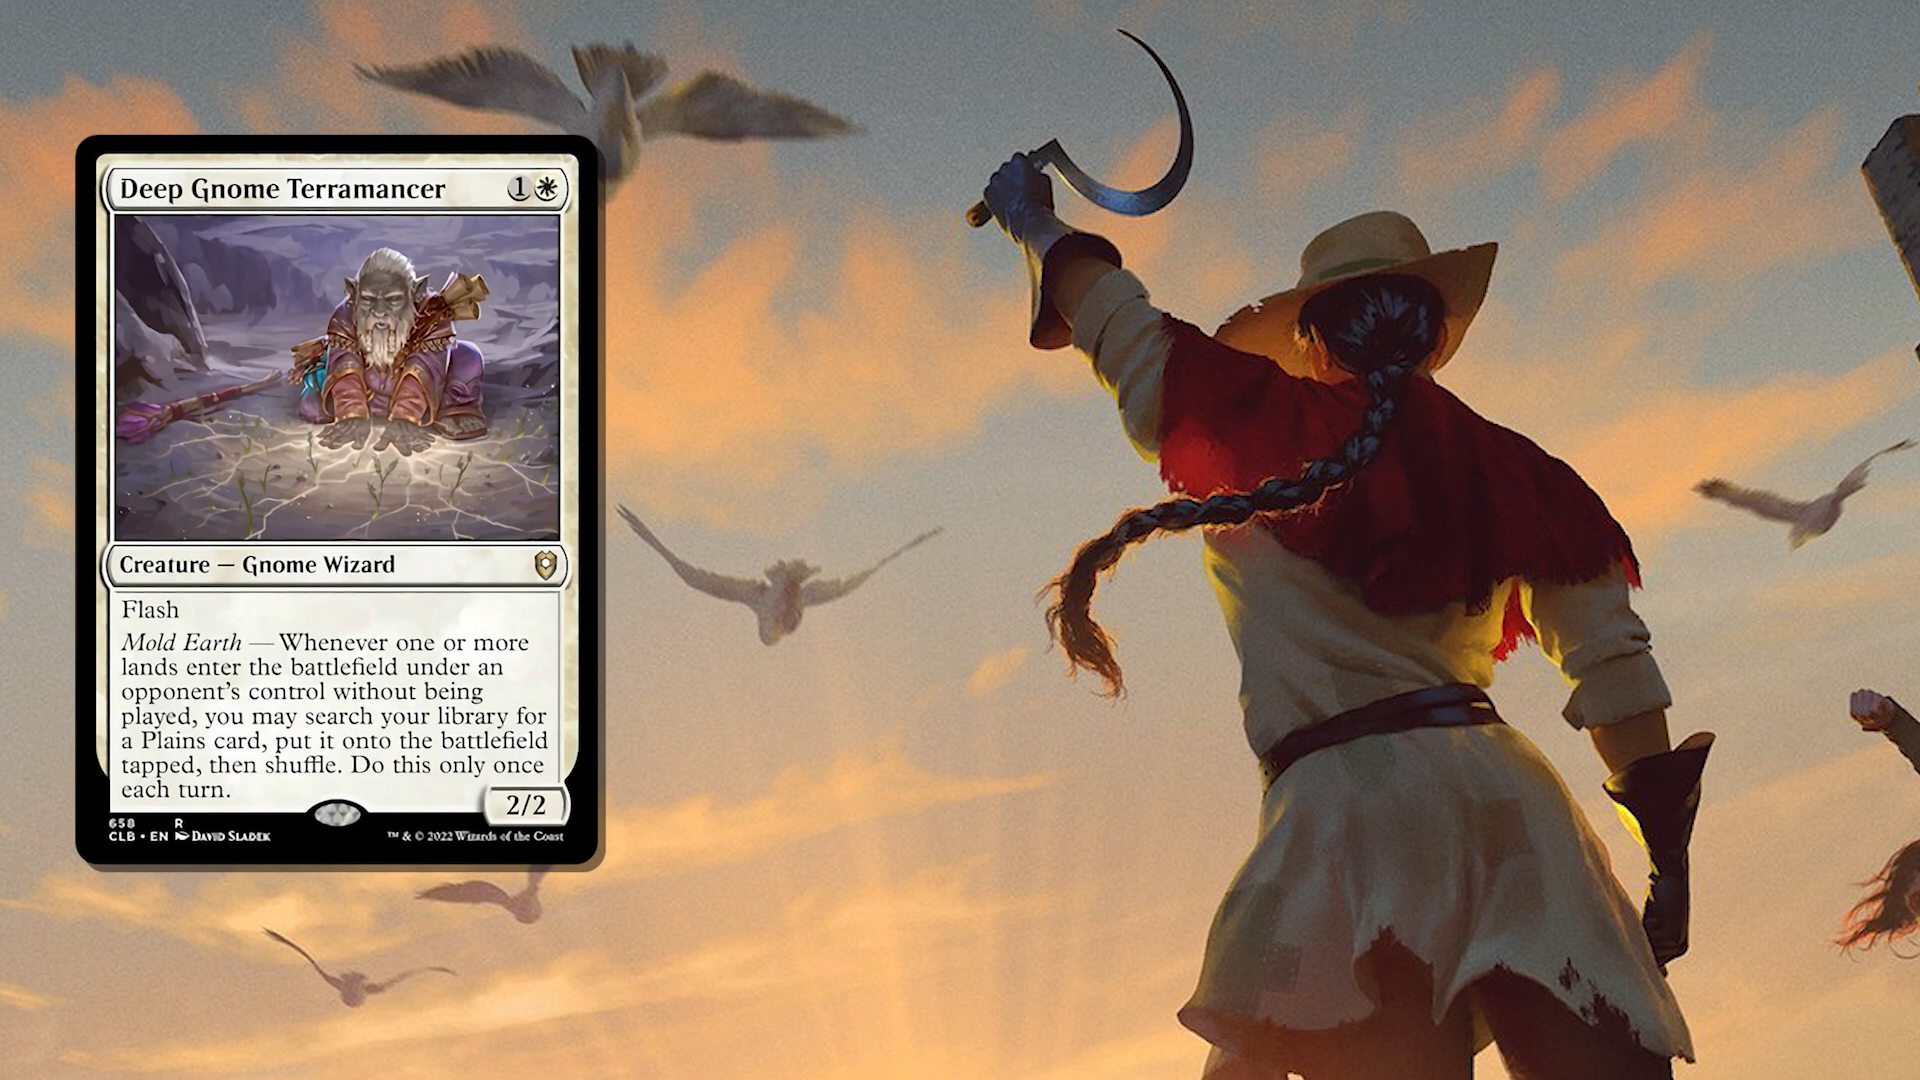 Deep Gnome Terramancer 1
Creature — Gnome Wizard
Flash
Mold Earth — Whenever one or more
lands enter the battlefield under an
opponent's control without being
played, you may search your library for
a Plains card, put it onto the battlefield
tapped, then shuffle. Do this only once
each turn.
2/2
658 R
CLB • EN David Sladek ™ & © 2022 Wizards of the Coast